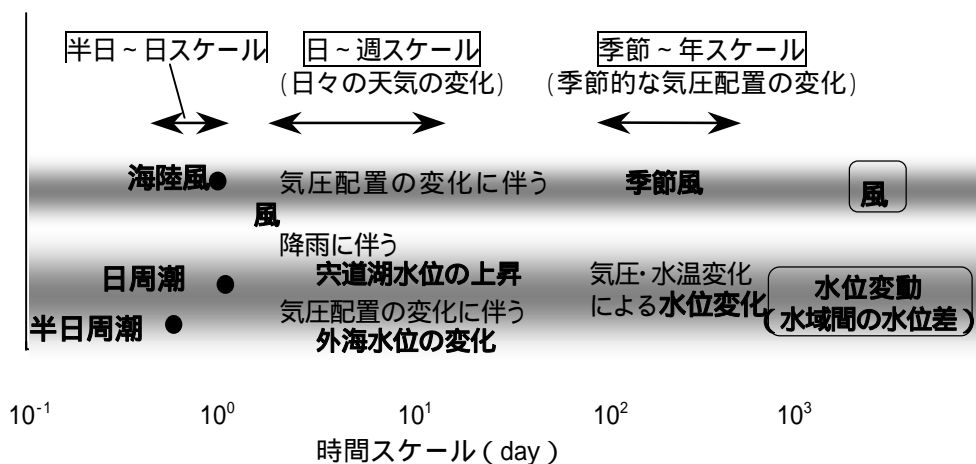 半日~日スケール
日~週スケール
(日々の天気の変化)
季節~年スケール
(季節的な気圧配置の変化)
海陸風
気圧配置の変化に伴う
風
季節風
風
降雨に伴う
宍道湖水位の上昇
日周潮
気圧配置の変化に伴う
外海水位の変化
半日周潮
気圧・水温変化
による水位変化
水位変動
(水域間の水位差)
10⁻¹ 10⁰ 10¹ 10² 10³
時間スケール(day)